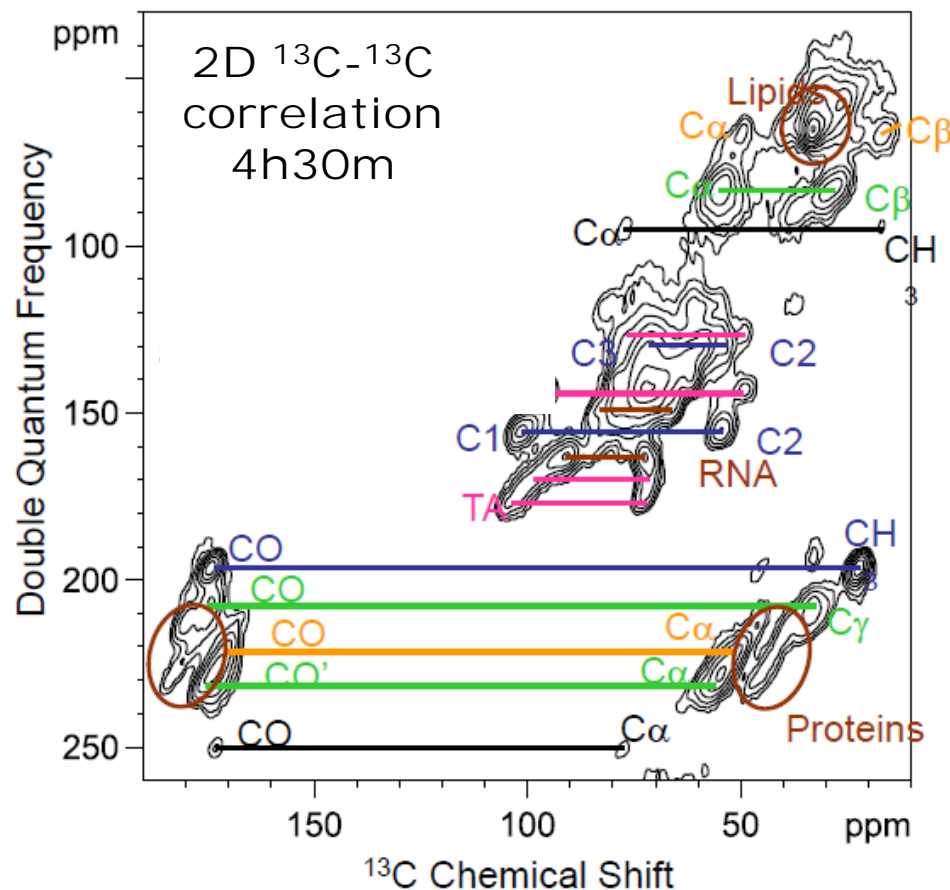 ppm
2D ¹³C-¹³C
correlation
4h30m
Lipids
Cα
Cβ
Cα
Cβ
Cα
CH
3
100
C3
C2
150
C1
C2
RNA
TA
CH
3
CO
200
CO
Cγ
CO
Cα
CO’
Cα
CO
Cα
Proteins
250
Double Quantum Frequency
150
100
50
ppm
¹³C Chemical Shift